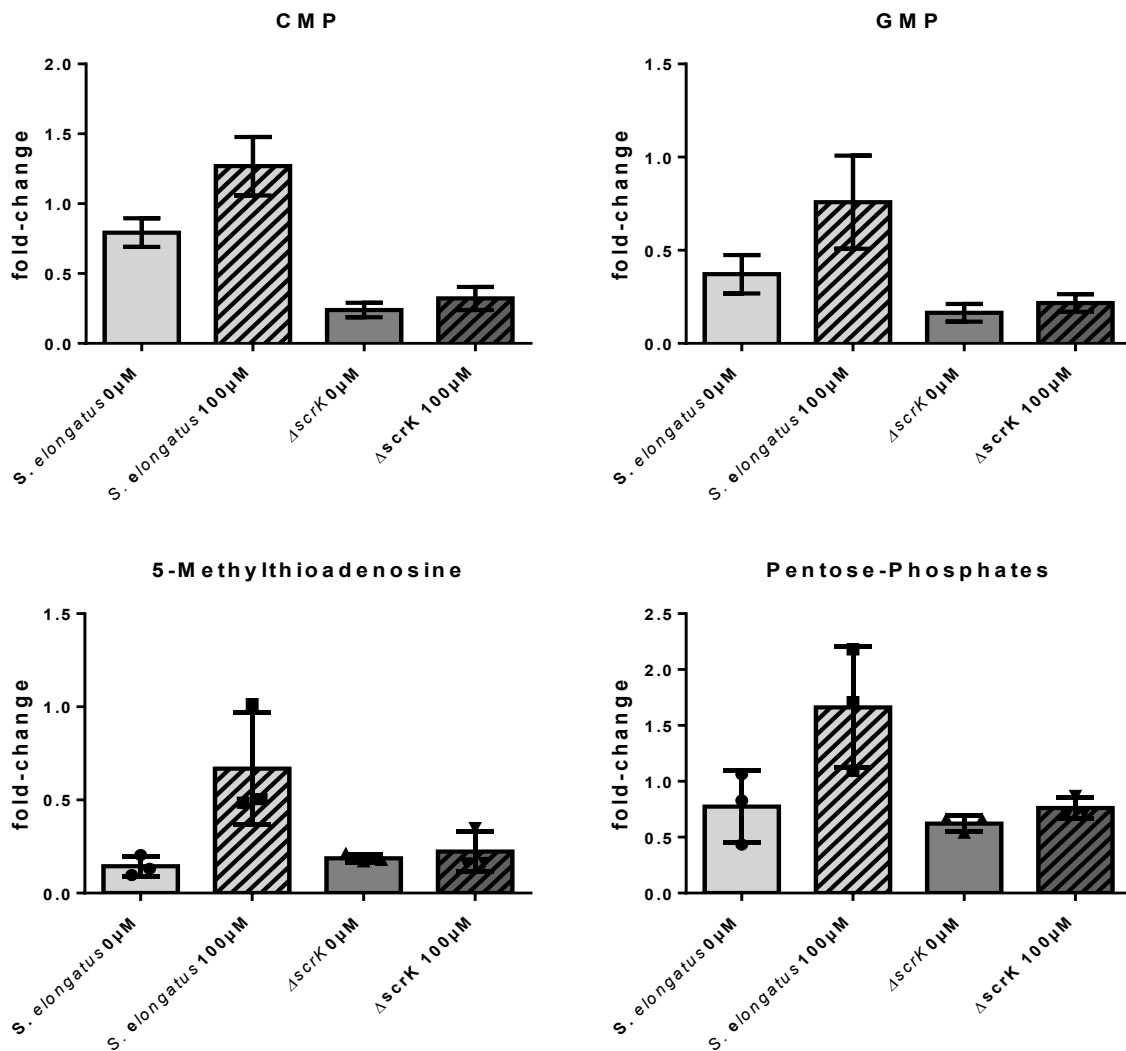 CMP
fold-change
2.0
1.5
1.0
0.5
0.0
S. elongatus 0µM
S. elongatus 100µM
ΔscrK 0µM
ΔscrK 100µM
GMP
fold-change
1.5
1.0
0.5
0.0
S. elongatus 0µM
S. elongatus 100µM
ΔscrK 0µM
ΔscrK 100µM
5-Methylthioadenosine
fold-change
1.5
1.0
0.5
0.0
S. elongatus 0µM
S. elongatus 100µM
ΔscrK 0µM
ΔscrK 100µM
Pentose-Phosphates
fold-change
2.5
2.0
1.5
1.0
0.5
0.0
S. elongatus 0µM
S. elongatus 100µM
ΔscrK 0µM
ΔscrK 100µM